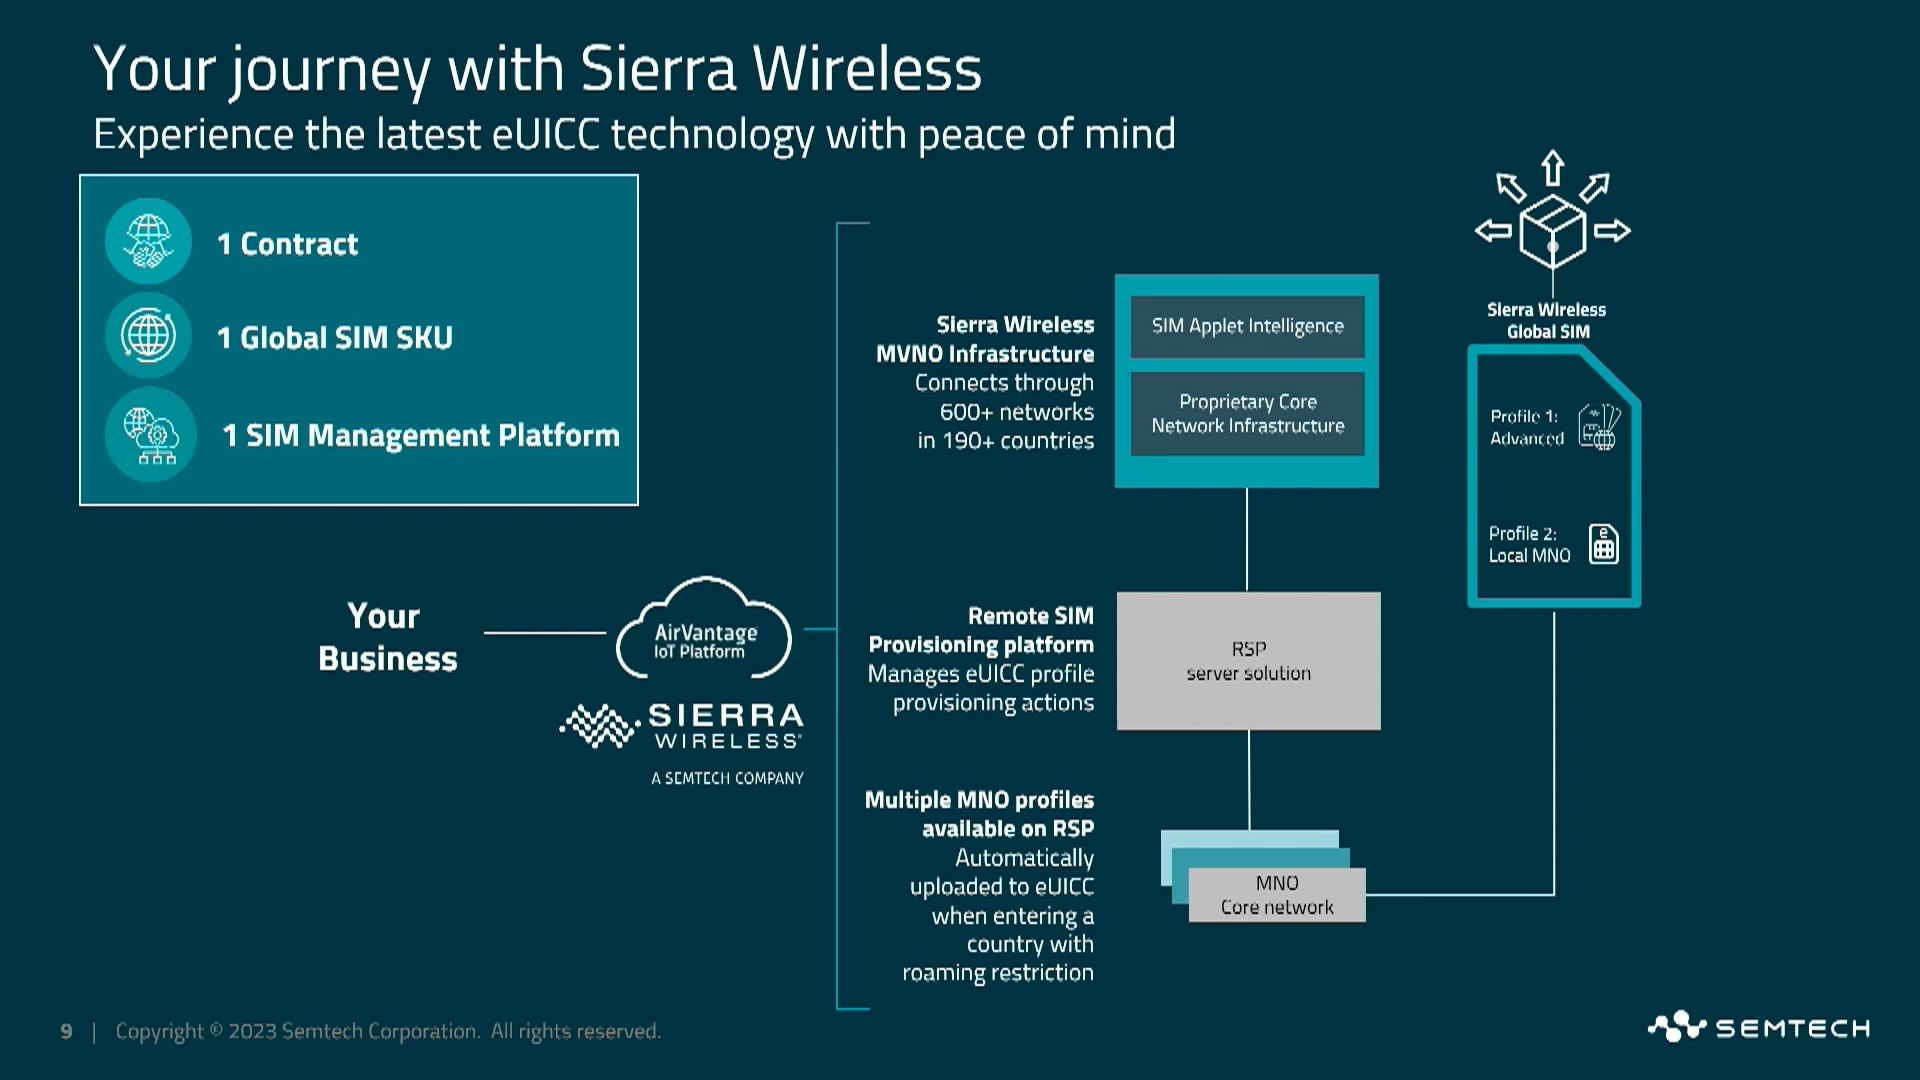 Your journey with Sierra Wireless
Experience the latest eUICC technology with peace of mind
1 Contract
1 Global SIM SKU
1 SIM Management Platform
Your
Business
AirVantage
IoT Platform
SIERRA
WIRELESS
A SEMTECH COMPANY
Sierra Wireless
MVNO Infrastructure
Connects through
600+ networks
in 190+ countries
SIM Applet Intelligence
Proprietary Core
Network Infrastructure
Remote SIM
Provisioning platform
Manages eUICC profile
provisioning actions
RSP
server solution
Multiple MNO profiles
available on RSP
Automatically
uploaded to eUICC
when entering a
country with
roaming restriction
MNO
Core network
Sierra Wireless
Global SIM
Profile 1:
Advanced
Profile 2:
Local MNO
e
9 | Copyright © 2023 Semtech Corporation. All rights reserved.
SEMTECH